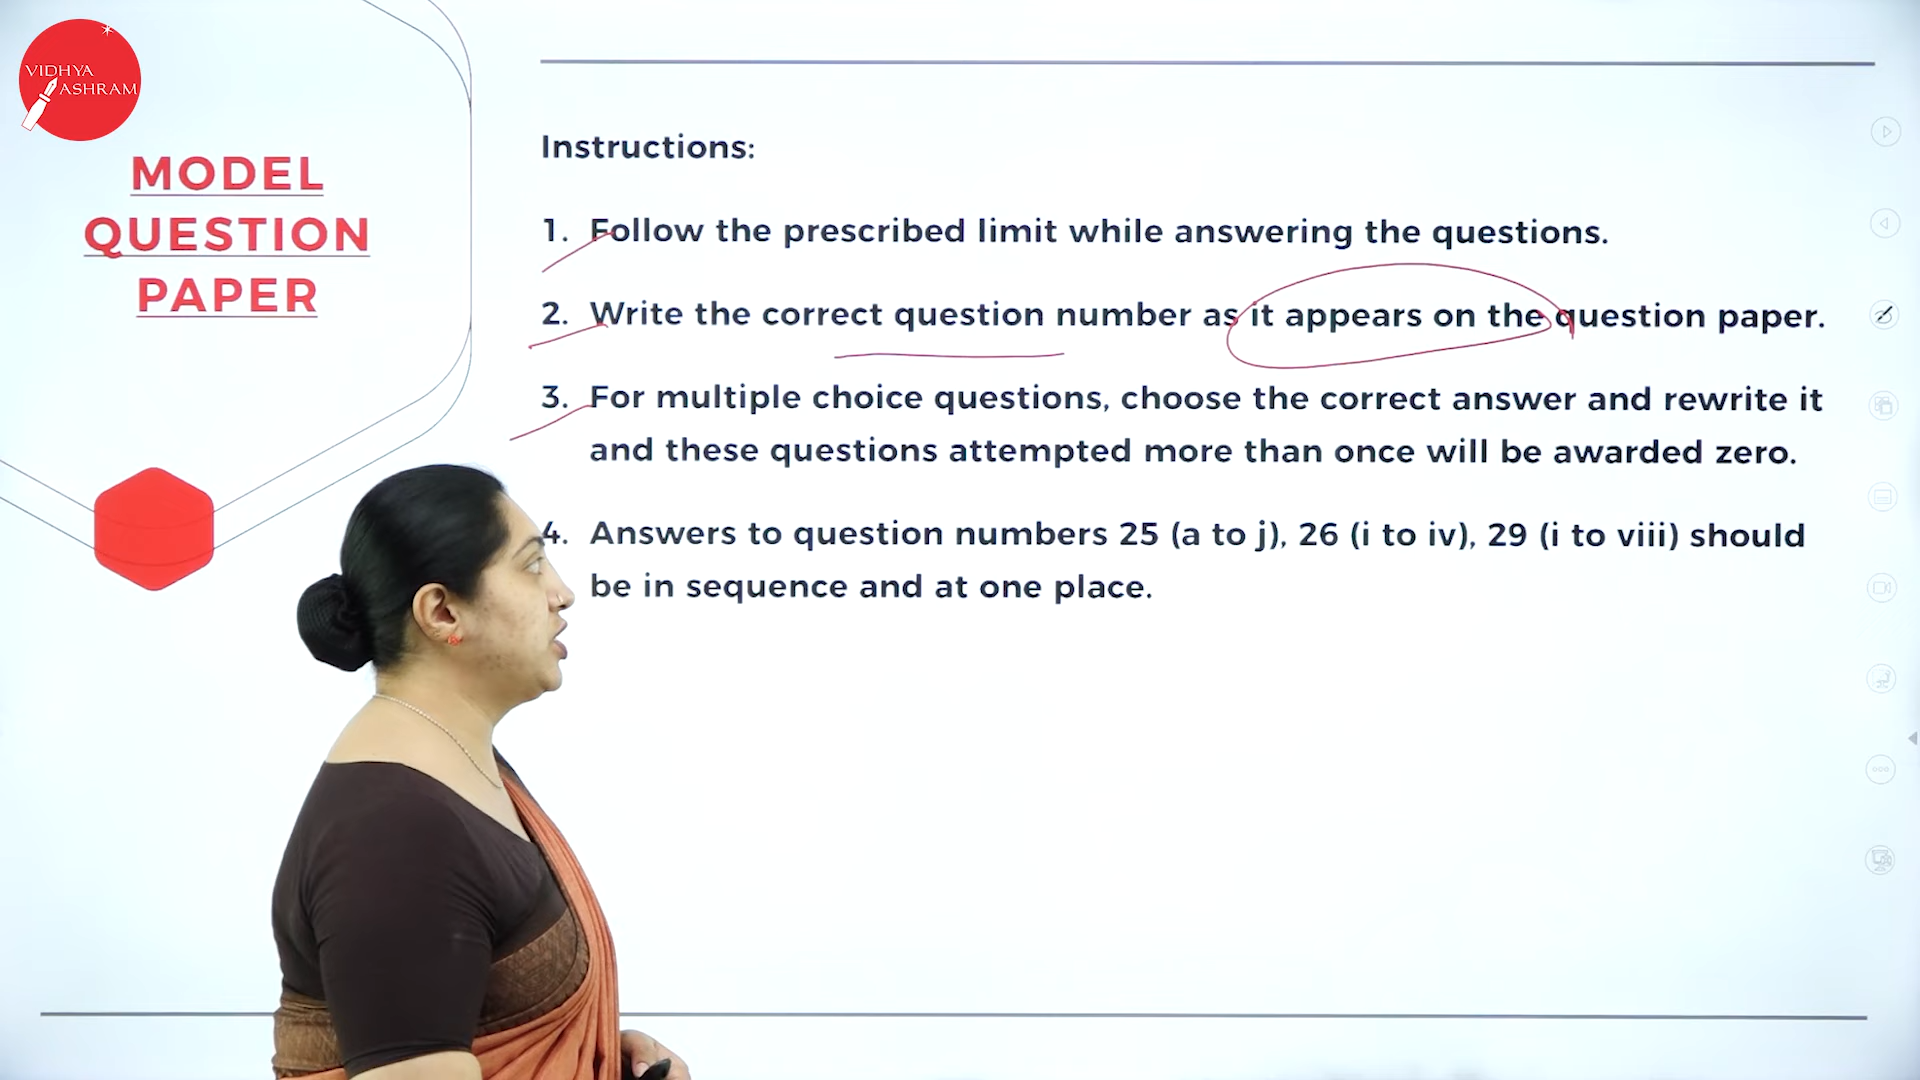 VIDHYA
ASHRAM
MODEL
QUESTION
PAPER
Instructions:
1. Follow the prescribed limit while answering the questions.
2. Write the correct question number as it appears on the question paper.
3. For multiple choice questions, choose the correct answer and rewrite it
and these questions attempted more than once will be awarded zero.
4. Answers to question numbers 25 (a to j), 26 (i to iv), 29 (i to viii) should
be in sequence and at one place.